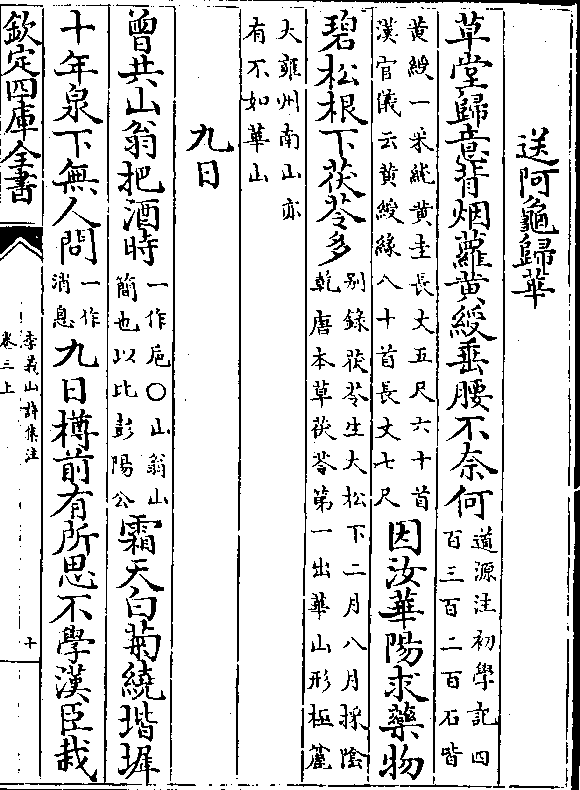 送阿龜歸華
草堂歸意背烟蘿黄綬垂腰不奈何道源注初學記四百三百二百石皆
黄綬一采純黄圭長丈五尺六十首漢官儀云黄綬緣八十首長丈七尺因汝華陽求藥物
碧松根下茯苓多别錄茯苓生大松下二月八月採陰乾唐本草茯苓第一出華山形極麄
大雍州南山亦有不如華山
九日
曾共山翁把酒時一作巵〇山翁山簡也以比彭陽公霜天白菊繞堦墀
十年泉下無人問一作消息九日樽前有所思不學漢臣栽
欽定四庫全書
李義山詩集注
卷三上
十